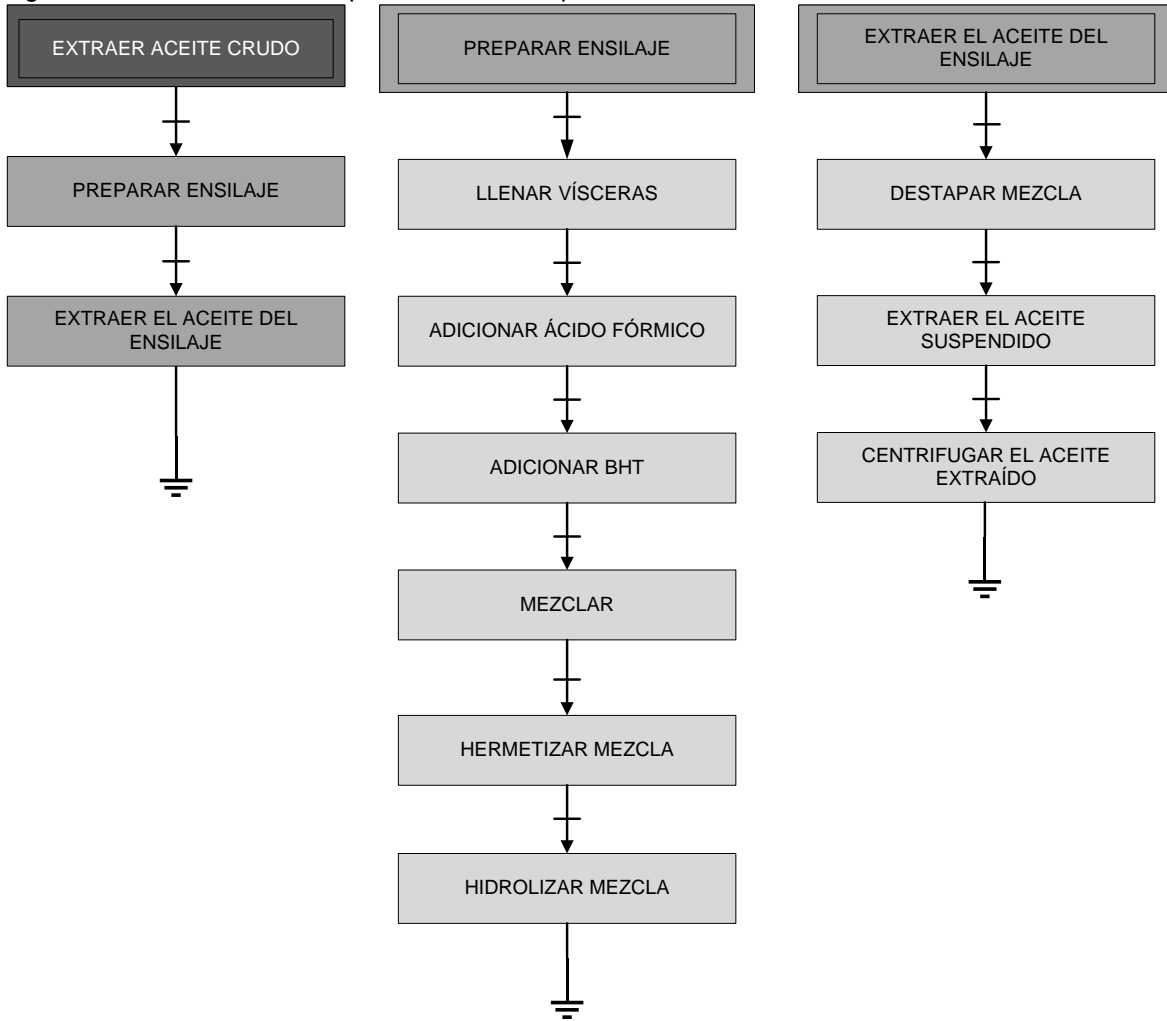 EXTRAER ACEITE CRUDO
PREPARAR ENSILAJE
EXTRAER EL ACEITE DEL
ENSILAJE
PREPARAR ENSILAJE
LLENAR VÍSCERAS
ADICIONAR ÁCIDO FÓRMICO
ADICIONAR BHT
MEZCLAR
HERMETIZAR MEZCLA
HIDROLIZAR MEZCLA
EXTRAER EL ACEITE DEL
ENSILAJE
DESTAPAR MEZCLA
EXTRAER EL ACEITE
SUSPENDIDO
CENTRIFUGAR EL ACEITE
EXTRAÍDO